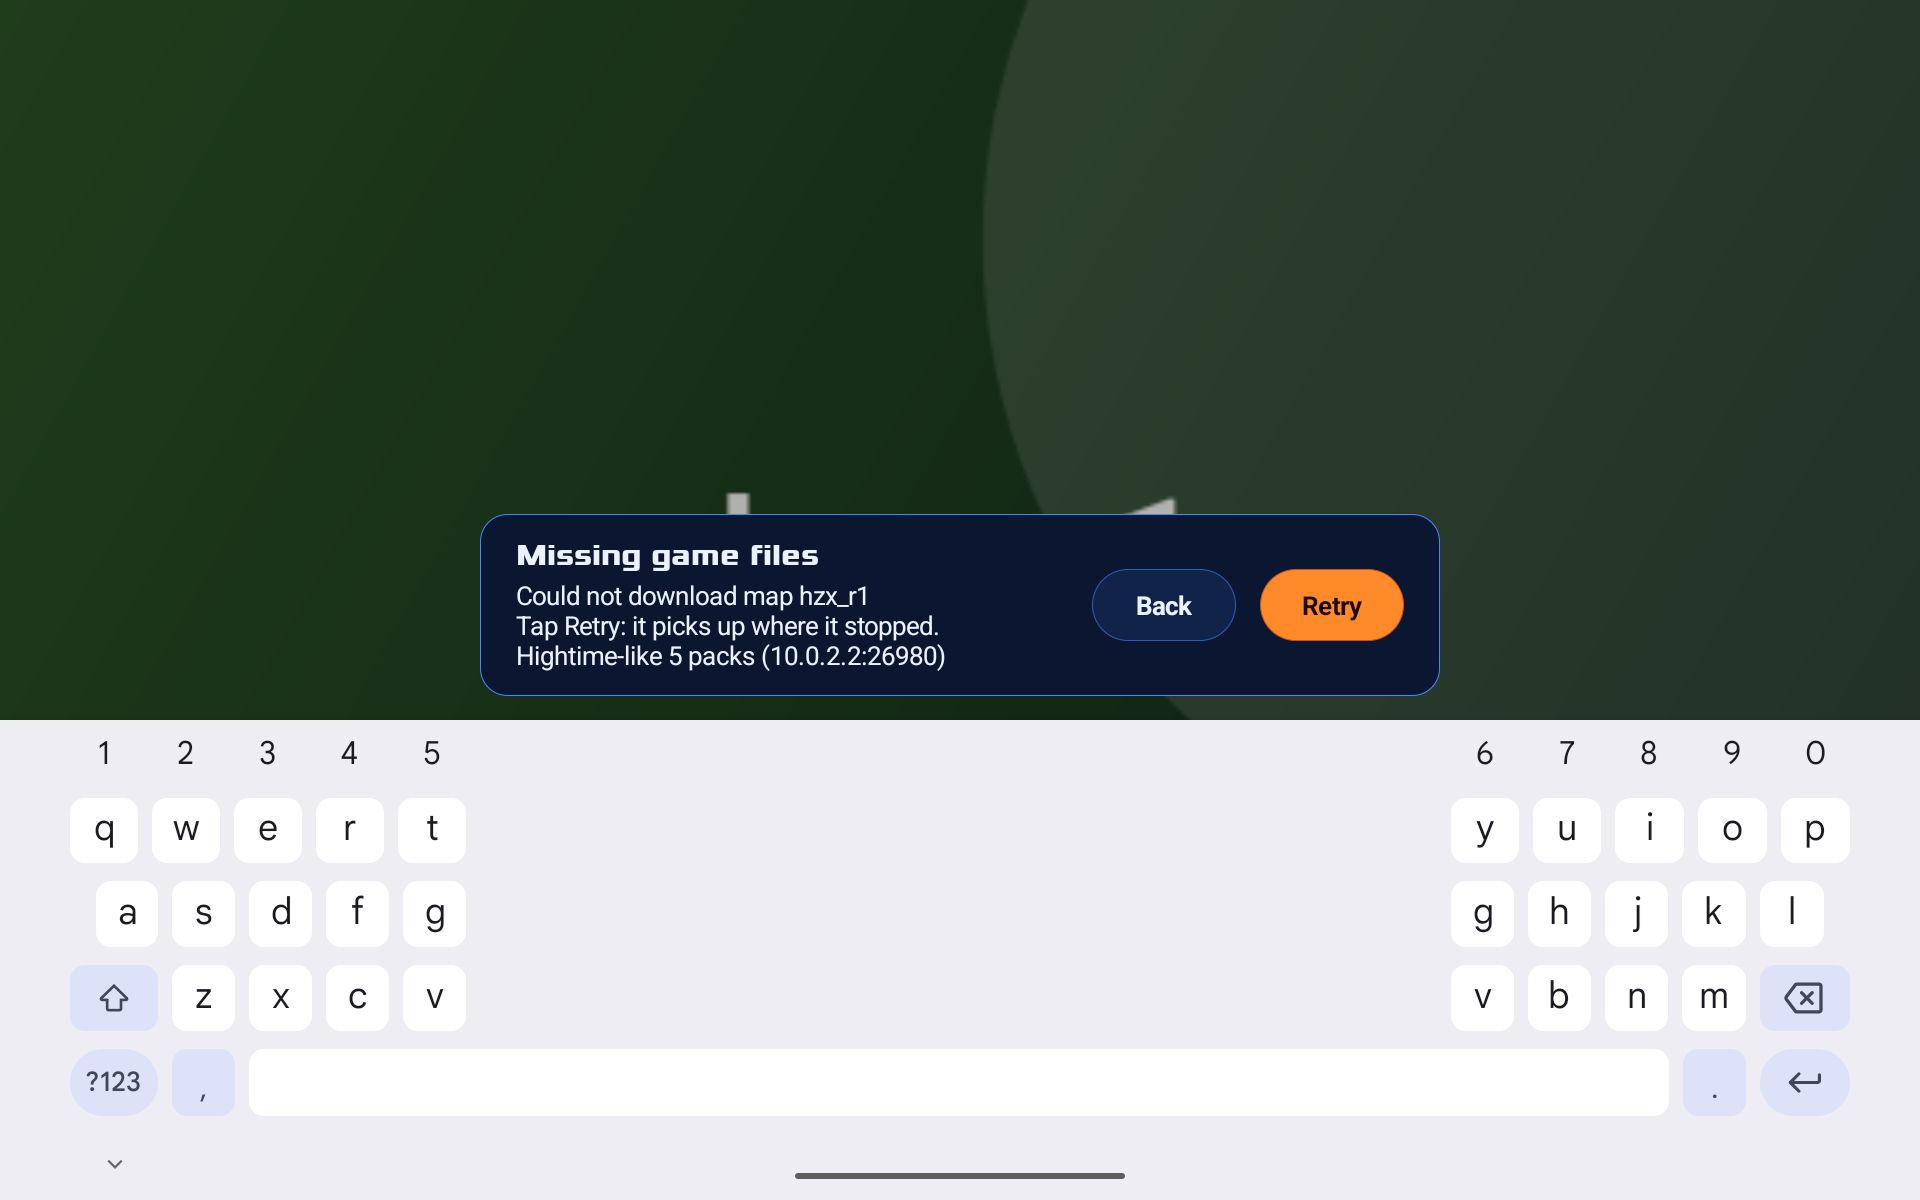 Missing game files
Could not download map hzx_r1
Tap Retry: it picks up where it stopped.
Hightime-like 5 packs (10.0.2.2:26980)
Back
Retry
1 2 3 4 5 6 7 8 9 0
q w e r t y u i o p
a s d f g g h j k l
z x c v v b n m
?123 , .